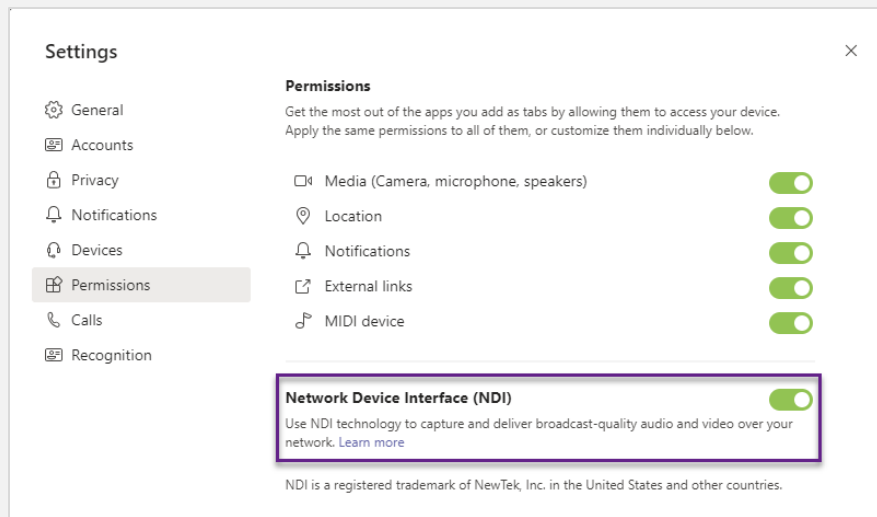 Settings
General
Accounts
Privacy
Notifications
Devices
Permissions
Calls
Recognition
Permissions
Get the most out of the apps you add as tabs by allowing them to access your device.
Apply the same permissions to all of them, or customize them individually below.
Media (Camera, microphone, speakers)
Location
Notifications
External links
MIDI device
Network Device Interface (NDI)
Use NDI technology to capture and deliver broadcast-quality audio and video over your
network. Learn more
NDI is a registered trademark of NewTek, Inc. in the United States and other countries.